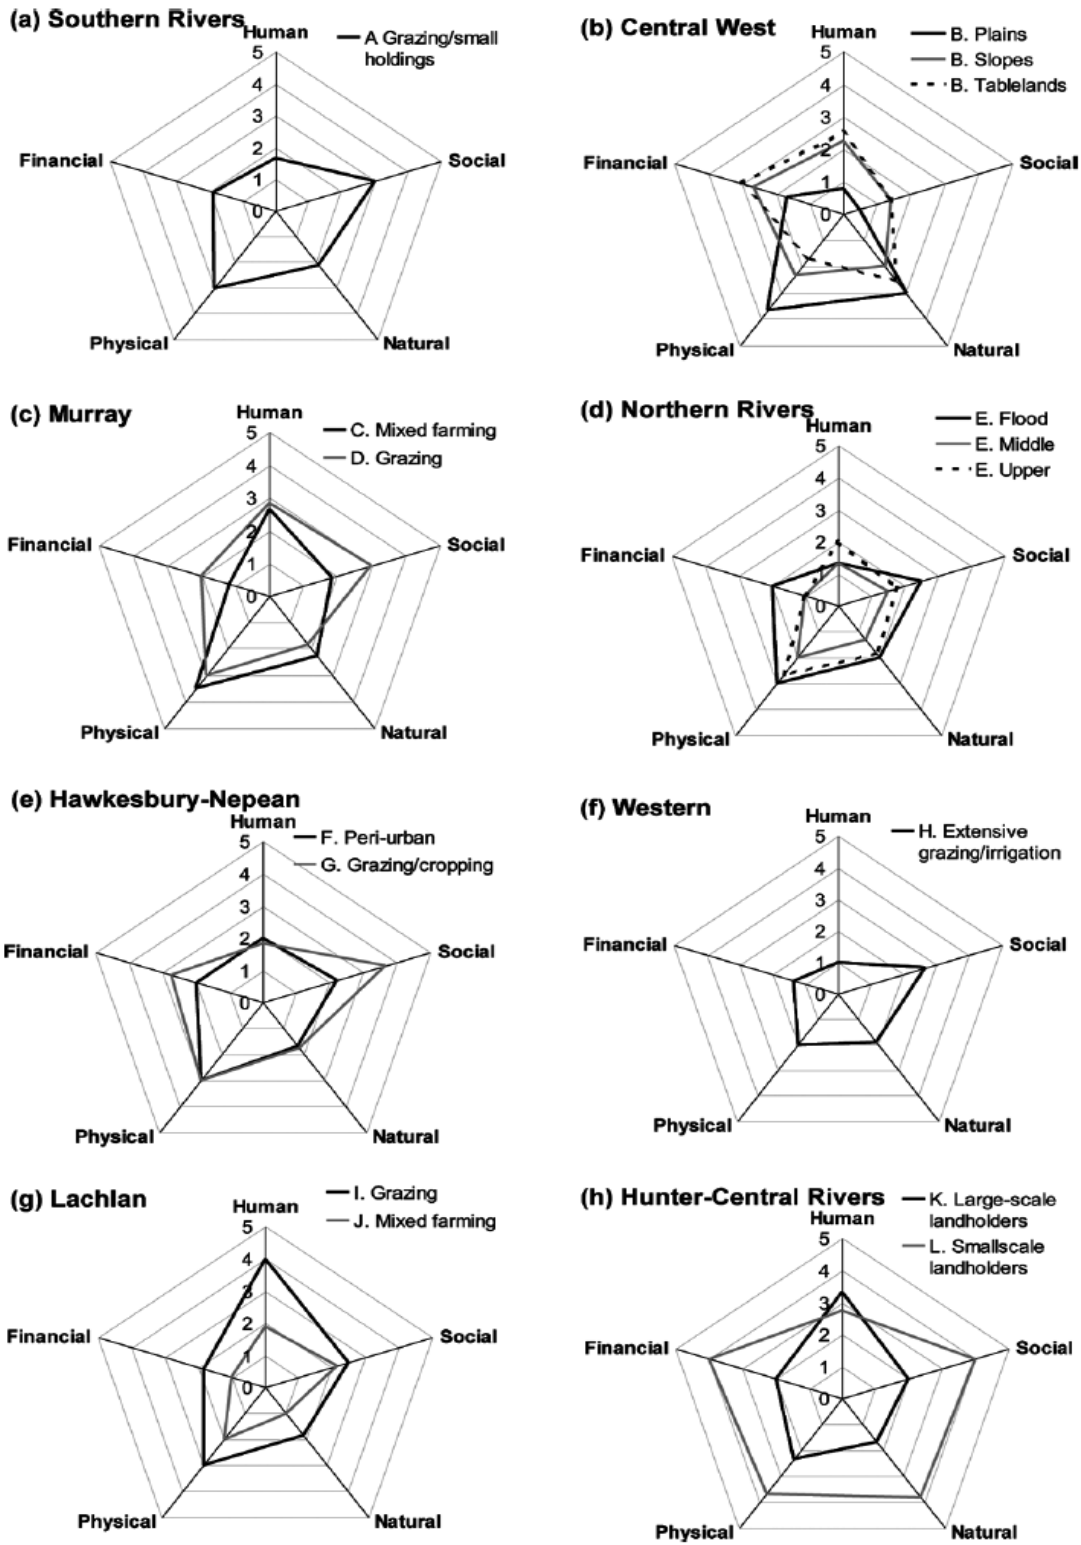 (a) Southern Rivers
Human
A Grazing/small
holdings
5
4
3
2
1
0
Financial
Social
Physical
Natural
(b) Central West
Human
B. Plains
B. Slopes
B. Tablelands
5
4
3
2
1
0
Financial
Social
Physical
Natural
(c) Murray
Human
C. Mixed farming
D. Grazing
5
4
3
2
1
0
Financial
Social
Physical
Natural
(d) Northern Rivers
Human
E. Flood
E. Middle
E. Upper
5
4
3
2
1
0
Financial
Social
Physical
Natural
(e) Hawkesbury-Nepean
Human
F. Peri-urban
G. Grazing/cropping
5
4
3
2
1
0
Financial
Social
Physical
Natural
(f) Western
Human
H. Extensive
grazing/irrigation
5
4
3
2
1
0
Financial
Social
Physical
Natural
(g) Lachlan
Human
I. Grazing
J. Mixed farming
5
4
3
2
1
0
Financial
Social
Physical
Natural
(h) Hunter-Central Rivers
Human
K. Large-scale
landholders
L. Smallscale
landholders
5
4
3
2
1
0
Financial
Social
Physical
Natural